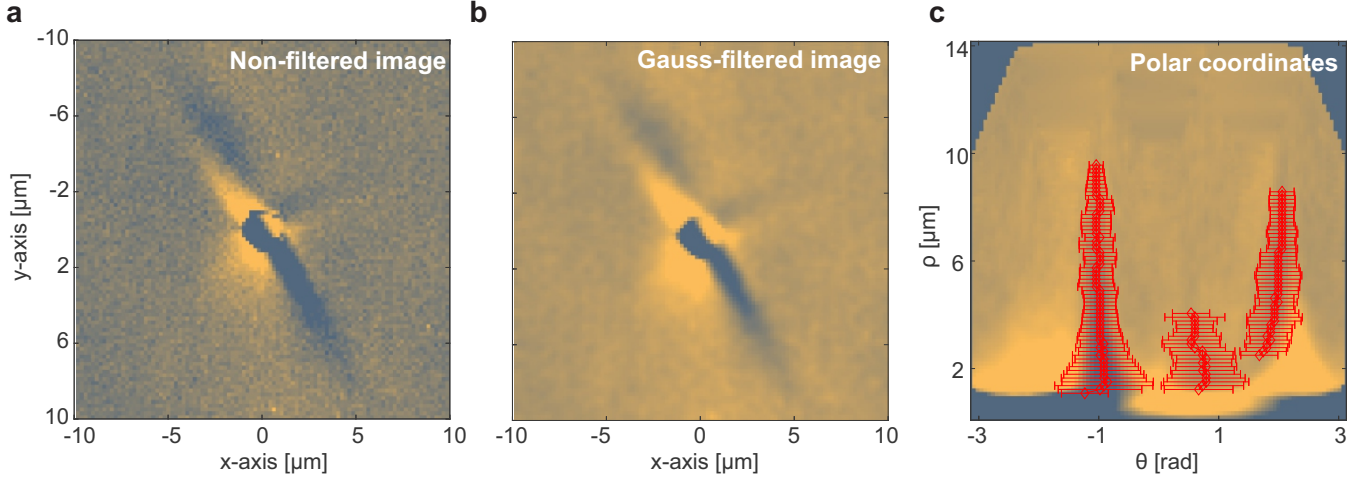 a
b
c
Non-filtered image
Gauss-filtered image
Polar coordinates
-10
-6
-2
2
6
10
y-axis [µm]
-10
-5
0
5
10
x-axis [µm]
-10
-5
0
5
10
x-axis [µm]
14
10
6
2
ρ [µm]
-3
-1
1
3
θ [rad]